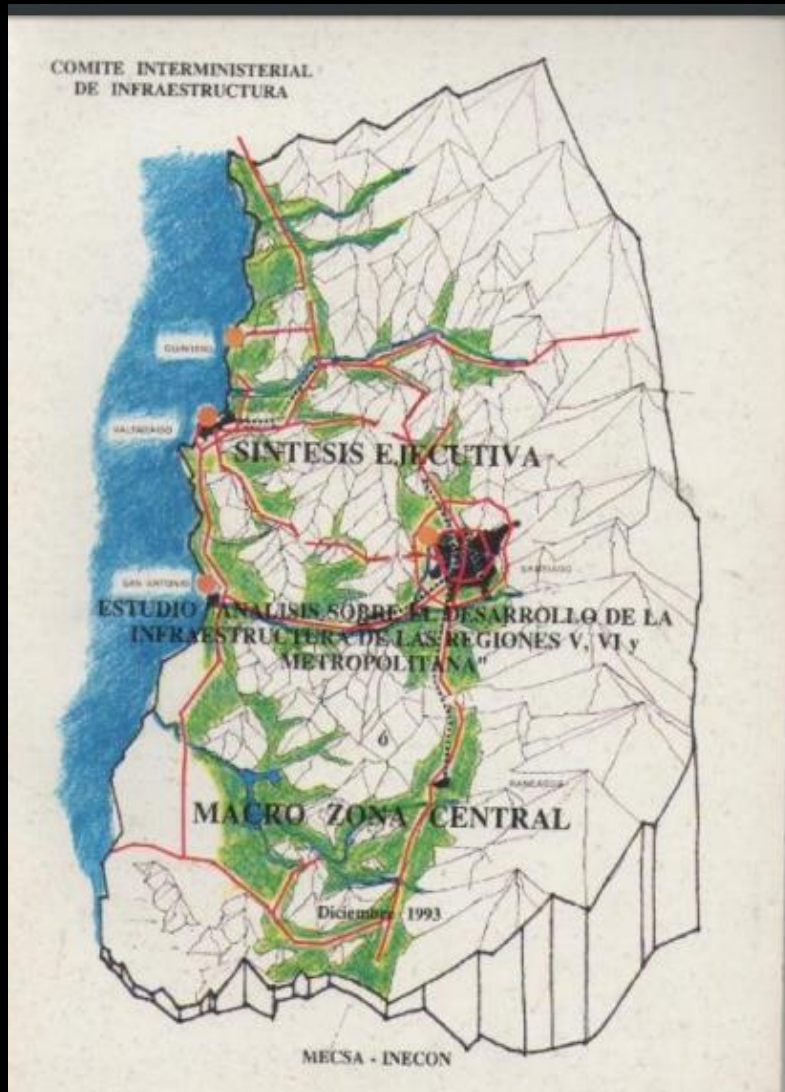 COMITE INTERMINISTERIAL
DE INFRAESTRUCTURA
QUINTERO
VALPARAISO
SINTESIS EJECUTIVA
SANTIAGO
SAN ANTONIO
ESTUDIO "ANALISIS SOBRE EL DESARROLLO DE LA
INFRAESTRUCTURA DE LAS REGIONES V, VI y
METROPOLITANA"
ó
RANCAGUA
MACRO ZONA CENTRAL
Diciembre 1993
MECSA - INECON